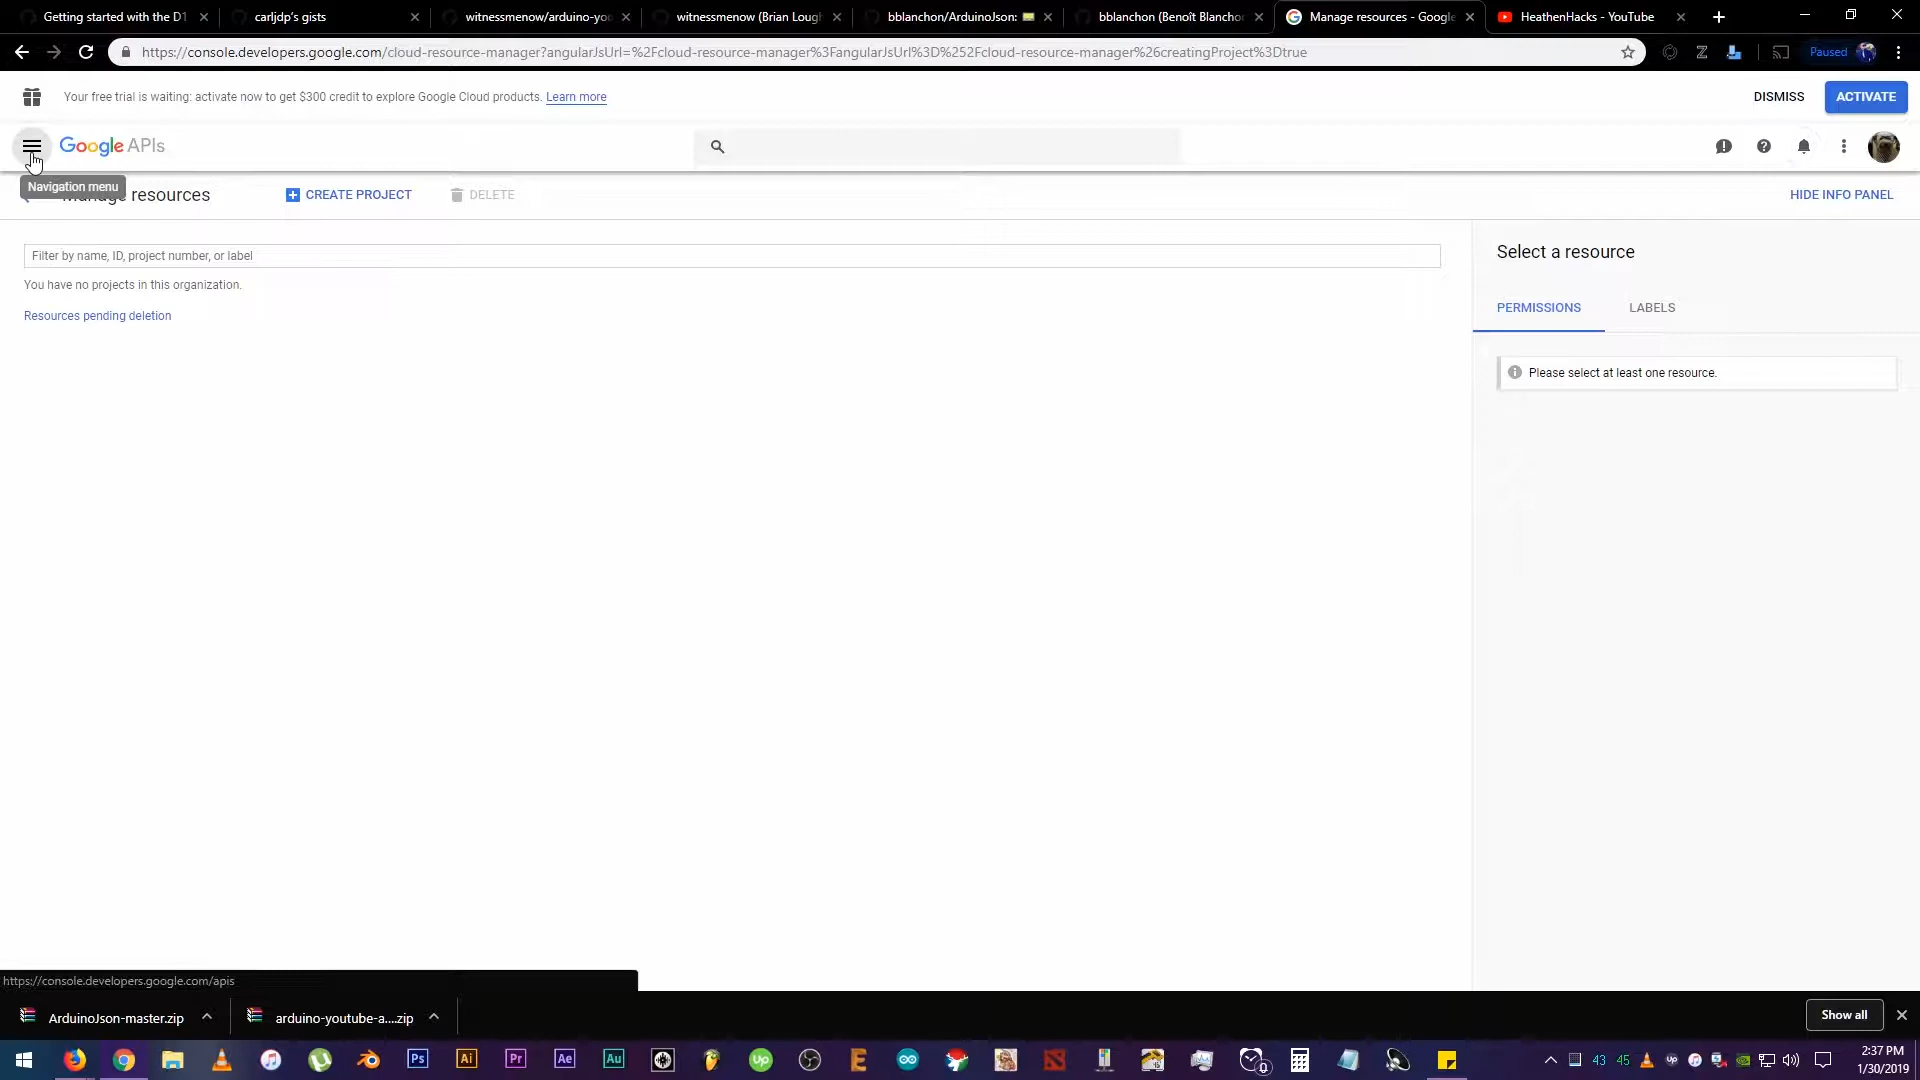 Getting started with the D1
carljdp's gists
witnessmenow/arduino-yo
witnessmenow (Brian Lough
bblanchon/ArduinoJson:
bblanchon (Benoît Blancho
Manage resources - Google
HeathenHacks - YouTube
https://console.developers.google.com/cloud-resource-manager?angularJsUrl=%2Fcloud-resource-manager%3FangularJsUrl%3D%252Fcloud-resource-manager%26creatingProject%3Dtrue
Paused
Your free trial is waiting: activate now to get $300 credit to explore Google Cloud products. Learn more
DISMISS
ACTIVATE
Google APIs
Navigation menu
Manage resources
CREATE PROJECT
DELETE
HIDE INFO PANEL
Filter by name, ID, project number, or label
You have no projects in this organization.
Resources pending deletion
Select a resource
PERMISSIONS
LABELS
Please select at least one resource.
https://console.developers.google.com/apis
ArduinoJson-master.zip
arduino-youtube-a....zip
Show all
Ps
Ai
Pr
Ae
Au
Up
0
43
45
2:37 PM
1/30/2019